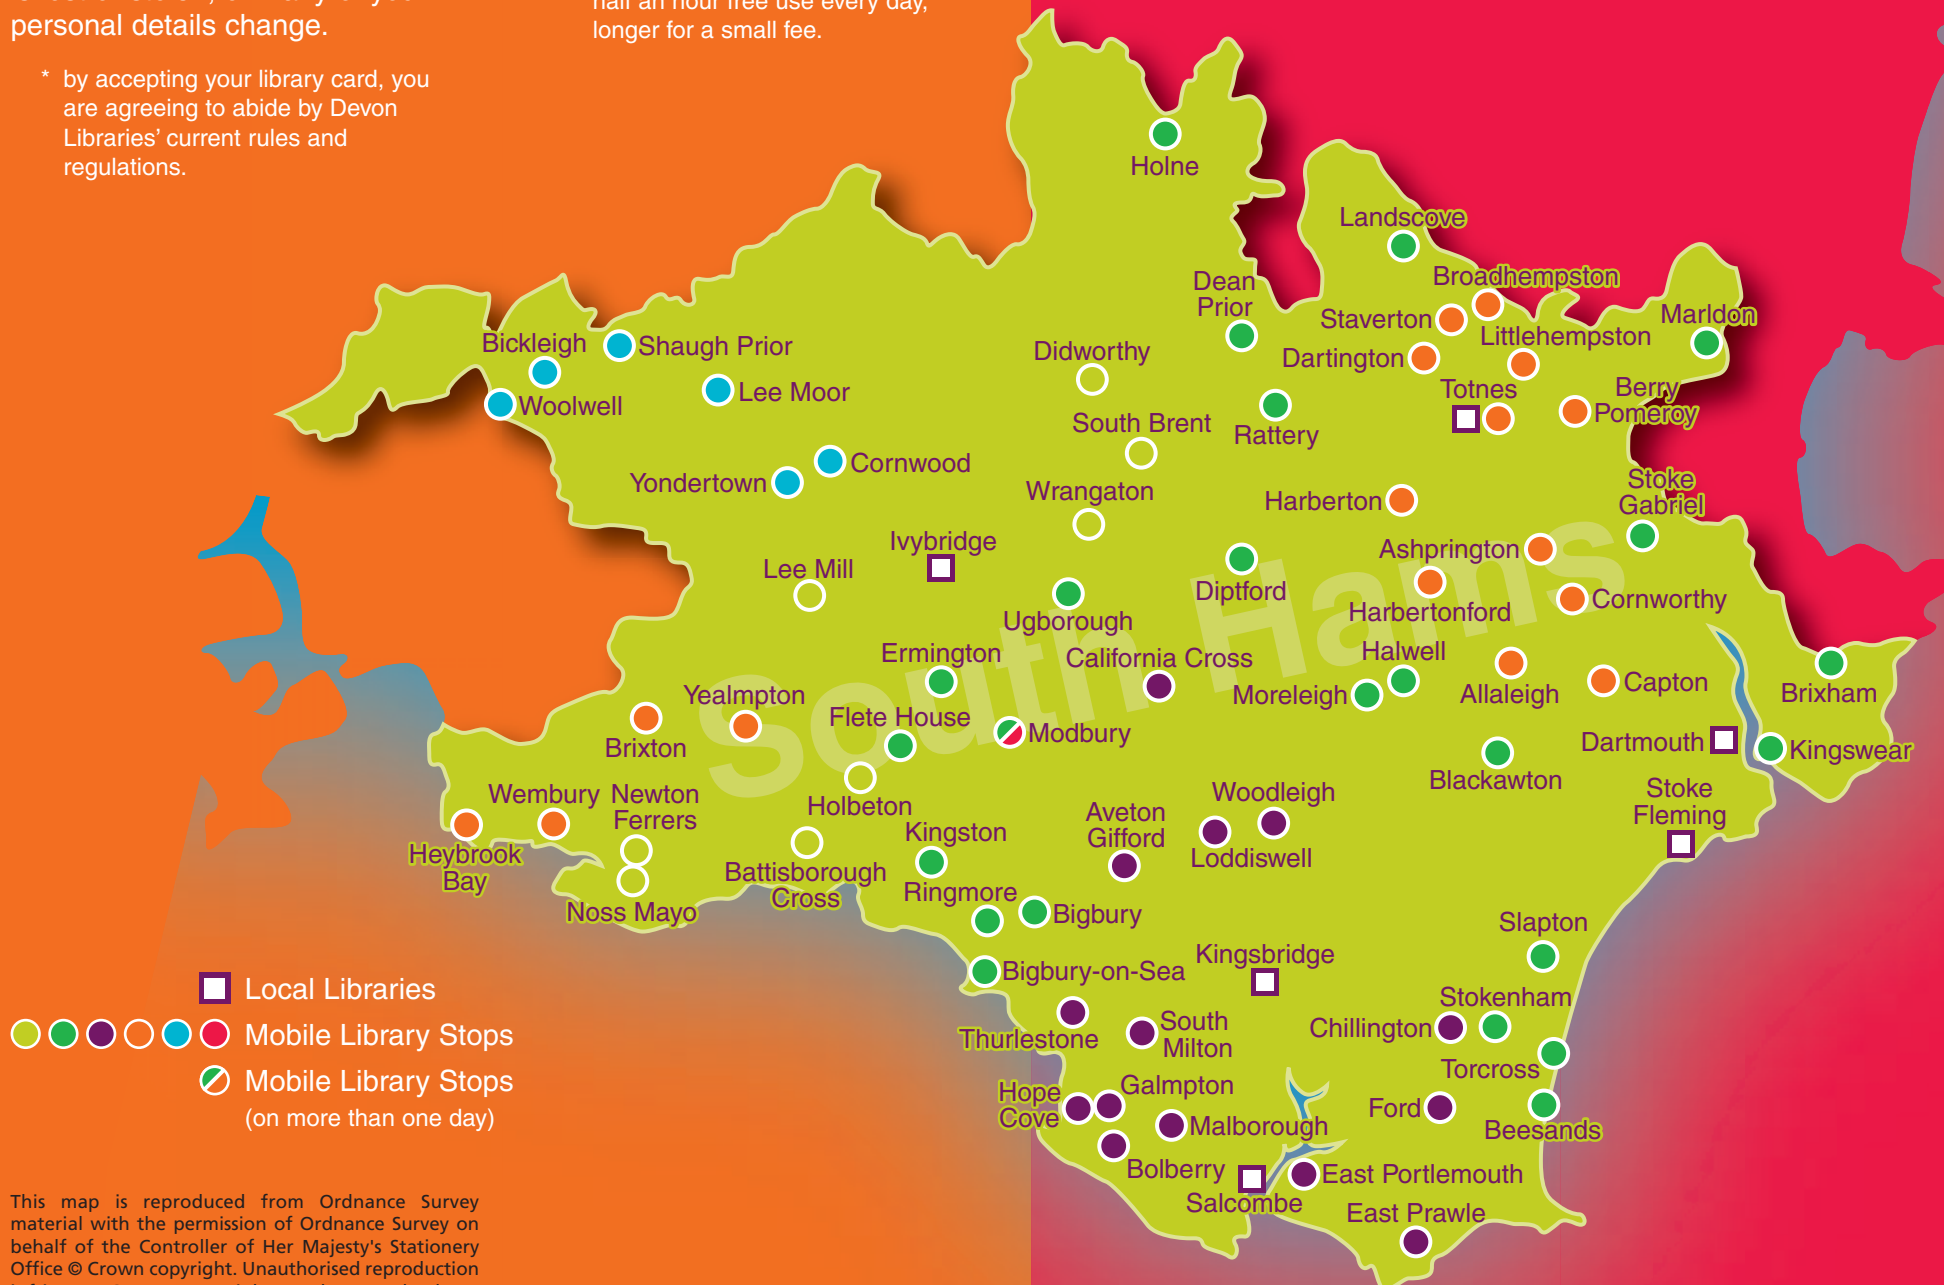 personal details change.
* by accepting your library card, you
are agreeing to abide by Devon
Libraries' current rules and
regulations.
half an hour free use every day,
longer for a small fee.
Holne
Landscove
Dean
Prior
Broadhempston
Staverton
Littlehempston
Marldon
Dartington
Bickleigh
Shaugh Prior
Didworthy
Lee Moor
Woolwell
Totnes
Berry
Pomeroy
South Brent
Rattery
Cornwood
Yondertown
Wrangaton
Harberton
Stoke
Gabriel
Ivybridge
Lee Mill
Ashprington
Diptford
Harbertonford
Cornworthy
Ugborough
South Hams
Ermington
California Cross
Halwell
Moreleigh
Allaleigh
Capton
Brixham
Yealmpton
Flete House
Modbury
Brixton
Dartmouth
Kingswear
Blackawton
Wembury
Newton
Ferrers
Holbeton
Woodleigh
Stoke
Fleming
Aveton
Gifford
Kingston
Loddiswell
Heybrook
Bay
Battisborough
Cross
Ringmore
Noss Mayo
Bigbury
Slapton
Kingsbridge
Bigbury-on-Sea
Stokenham
Thurlestone
South
Milton
Chillington
Torcross
Hope
Cove
Galmpton
Malborough
Ford
Beesands
Bolberry
Salcombe
East Portlemouth
East Prawle
Local Libraries
Mobile Library Stops
Mobile Library Stops
(on more than one day)
This map is reproduced from Ordnance Survey
material with the permission of Ordnance Survey on
behalf of the Controller of Her Majesty's Stationery
Office © Crown copyright. Unauthorised reproduction